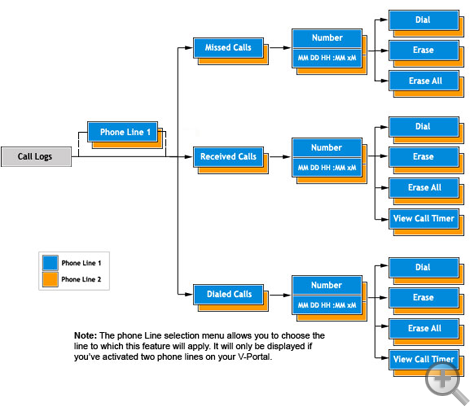 Call Logs
Phone Line 1
Missed Calls
Number
MM DD HH :MM xM
Dial
Erase
Erase All
Received Calls
Number
MM DD HH :MM xM
Dial
Erase
Erase All
View Call Timer
Dialed Calls
Number
MM DD HH :MM xM
Dial
Erase
Erase All
View Call Timer
Phone Line 1
Phone Line 2
Note: The phone Line selection menu allows you to choose the
line to which this feature will apply. It will only be displayed if
you've activated two phone lines on your V-Portal.